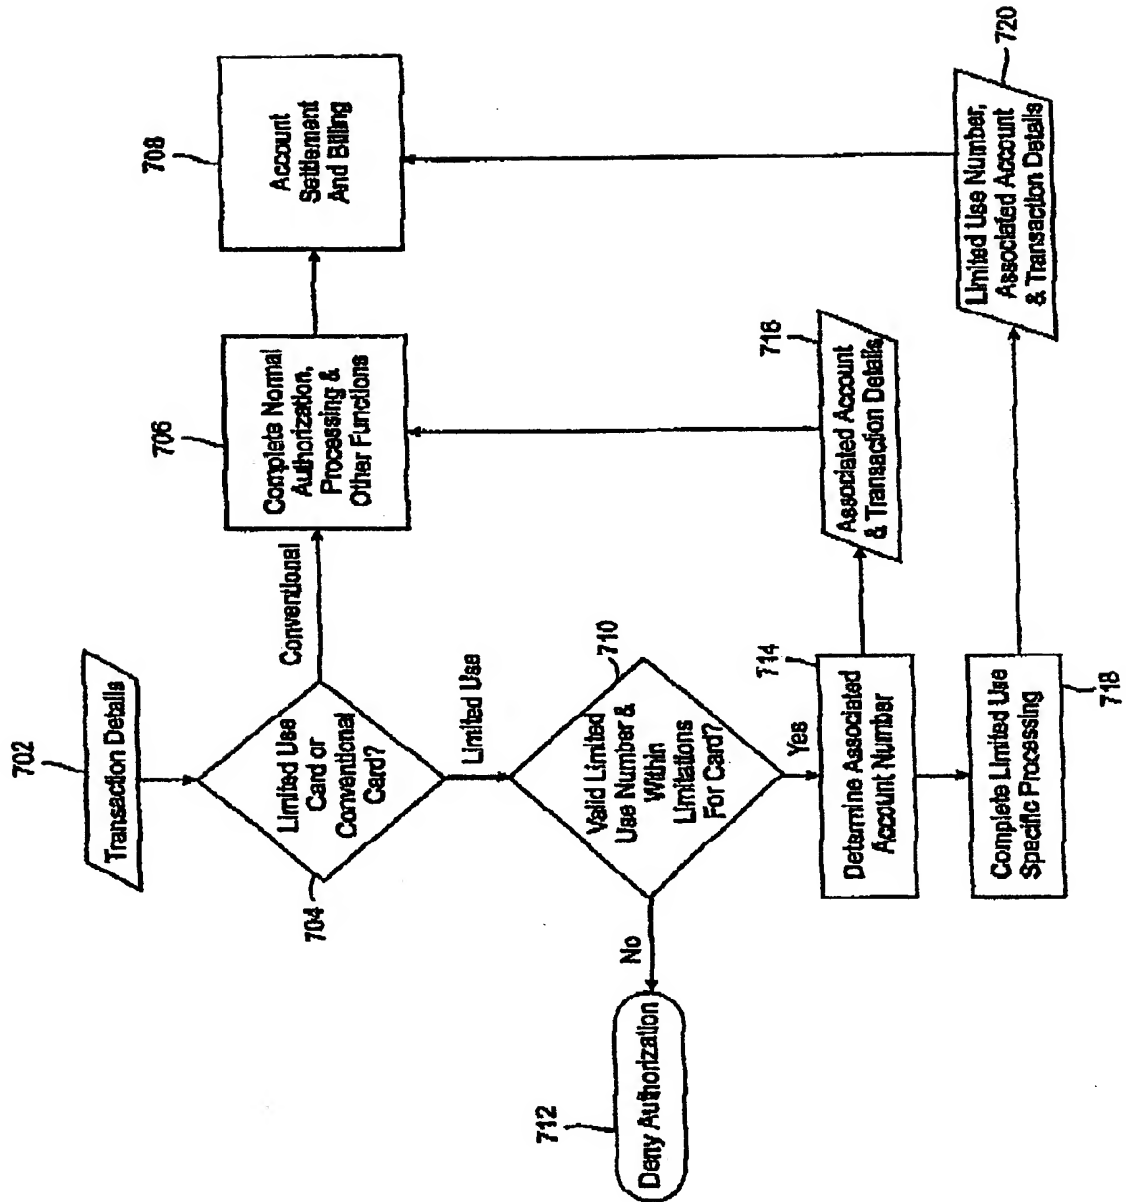 702
Transaction Details
704
Limited Use
Card or
Conventional
Card?
Conventional
706
Complete Normal
Authorization,
Processing &
Other Functions
708
Account
Settlement
And Billing
Limited Use
710
Valid Limited
Use Number &
Within
Limitations
For Card?
No
712
Deny Authorization
Yes
714
Determine Associated
Account Number
716
Associated Account
& Transaction Details
Complete Limited Use
Specific Processing
718
720
Limited Use Number,
Associated Account
& Transaction Details